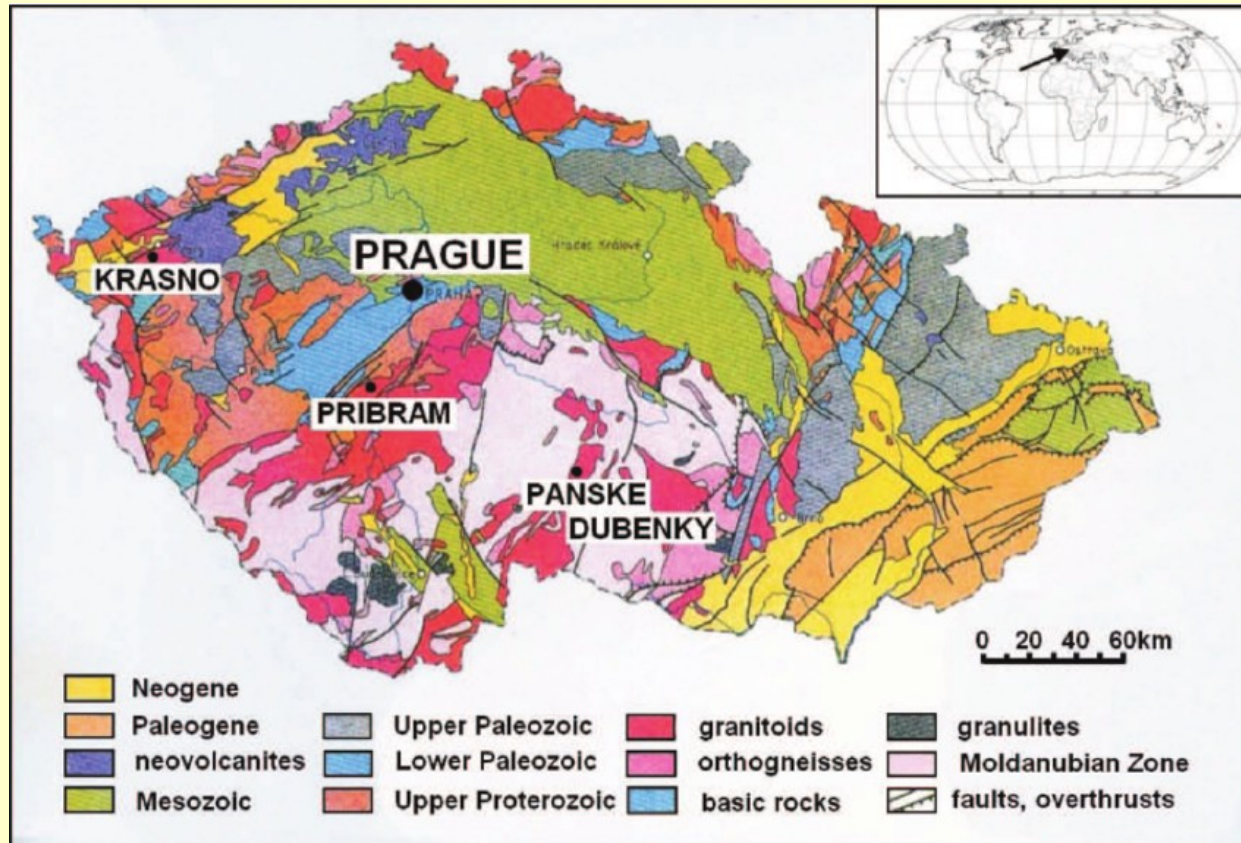 KRASNO
PRAGUE
PRAHA
Hradec Králové
PRIBRAM
PANSKE
DUBENKY
Ostrava
0 20 40 60km
Neogene
Paleogene
neovolcanites
Mesozoic
Upper Paleozoic
Lower Paleozoic
Upper Proterozoic
granitoids
orthogneisses
basic rocks
granulites
Moldanubian Zone
faults, overthrusts